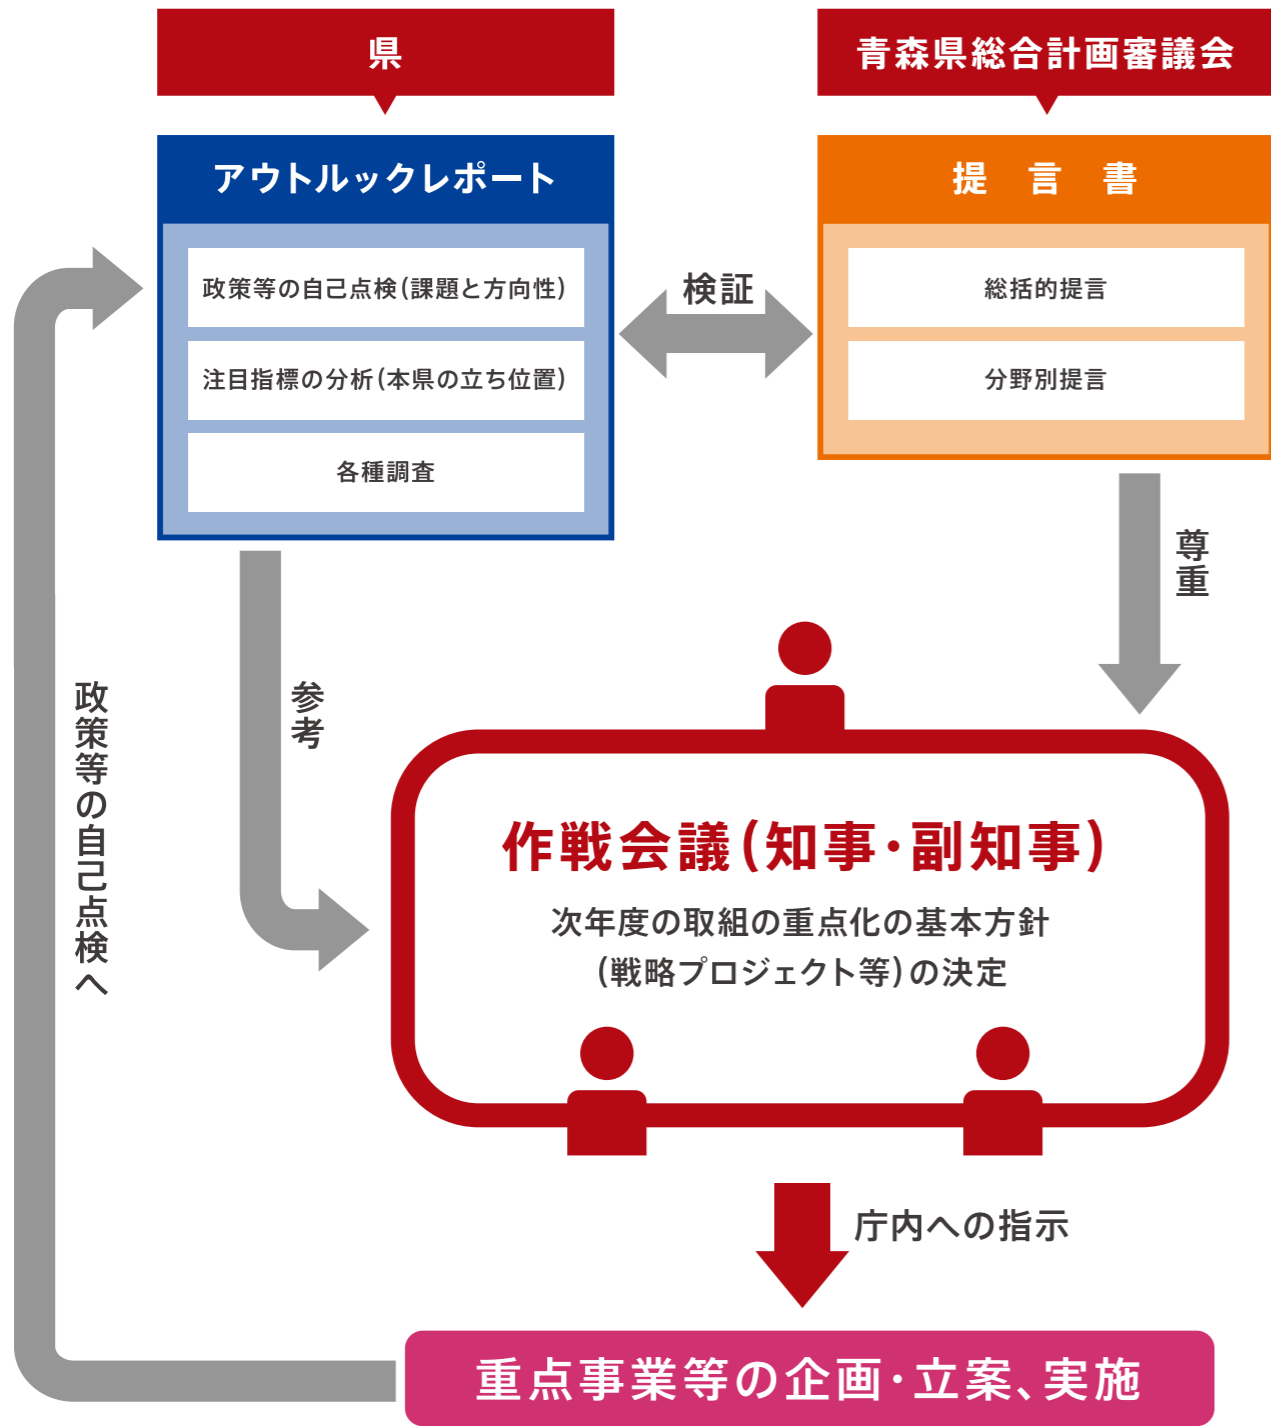 県
青森県総合計画審議会
アウトルックレポート
政策等の自己点検(課題と方向性)
注目指標の分析(本県の立ち位置)
各種調査
検証
提言書
総括的提言
分野別提言
尊重
参考
政策等の自己点検へ
作戦会議(知事・副知事)
次年度の取組の重点化の基本方針
(戦略プロジェクト等)の決定
庁内への指示
重点事業等の企画・立案、実施